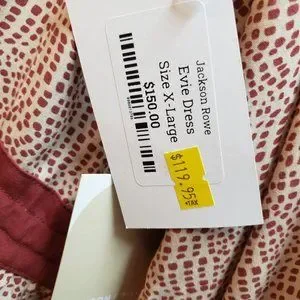 Jackson Rowe
Evie Dress
Size X-Large
$150.00
$119.95